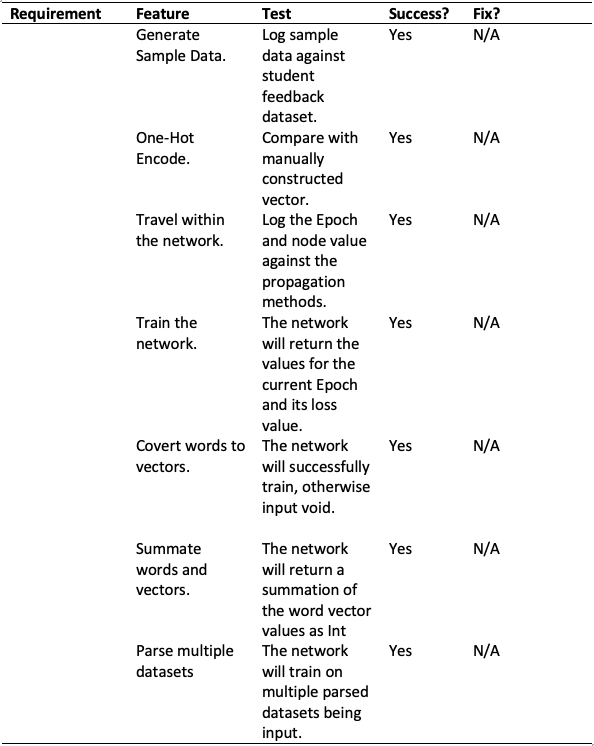 Requirement Feature Test Success? Fix?
Generate Log sample Yes N/A
Sample Data. data against
student
feedback
dataset.
One-Hot Compare with Yes N/A
Encode. manually
constructed
vector.
Travel within Log the Epoch Yes N/A
the network. and node value
against the
propagation
methods.
Train the The network Yes N/A
network. will return the
values for the
current Epoch
and its loss
value.
Covert words to The network Yes N/A
vectors. will successfully
train, otherwise
input void.
Summate The network Yes N/A
words and will return a
vectors. summation of
the word vector
values as Int
Parse multiple The network Yes N/A
datasets will train on
multiple parsed
datasets being
input.